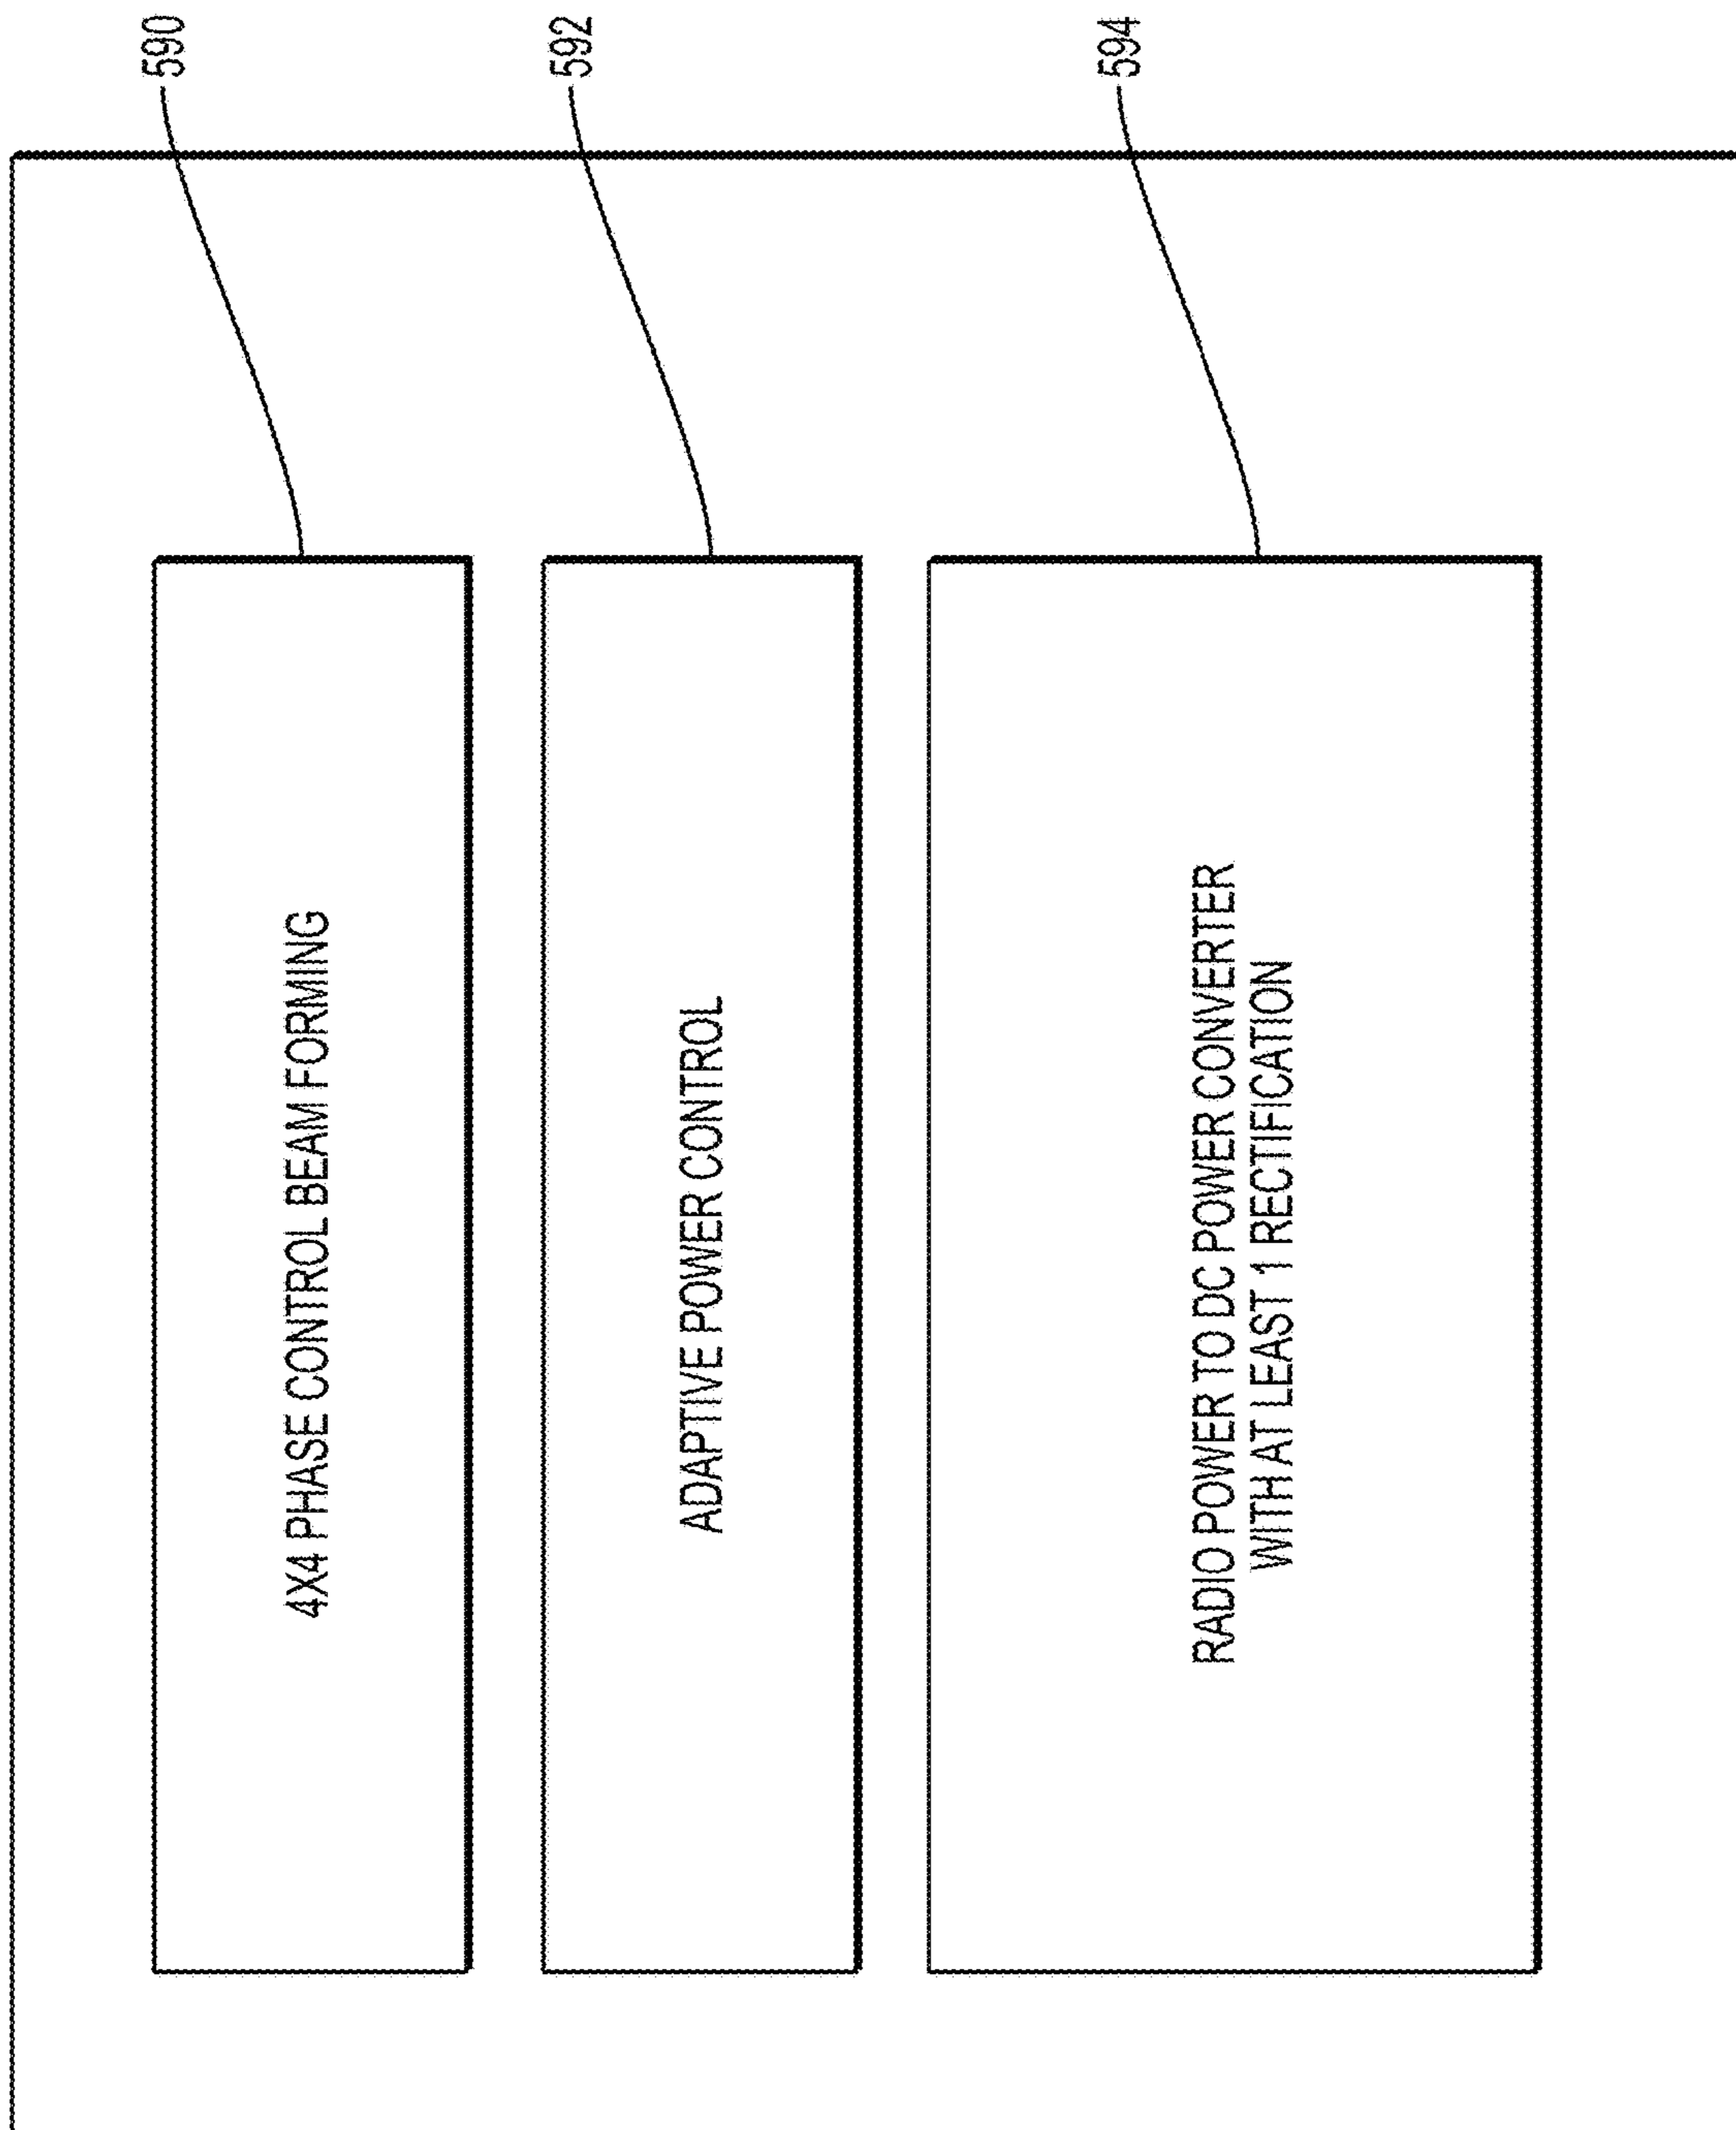 590
4X4 PHASE CONTROL BEAM FORMING
592
ADAPTIVE POWER CONTROL
594
RADIO POWER TO DC POWER CONVERTER
WITH AT LEAST 1 RECTIFICATION